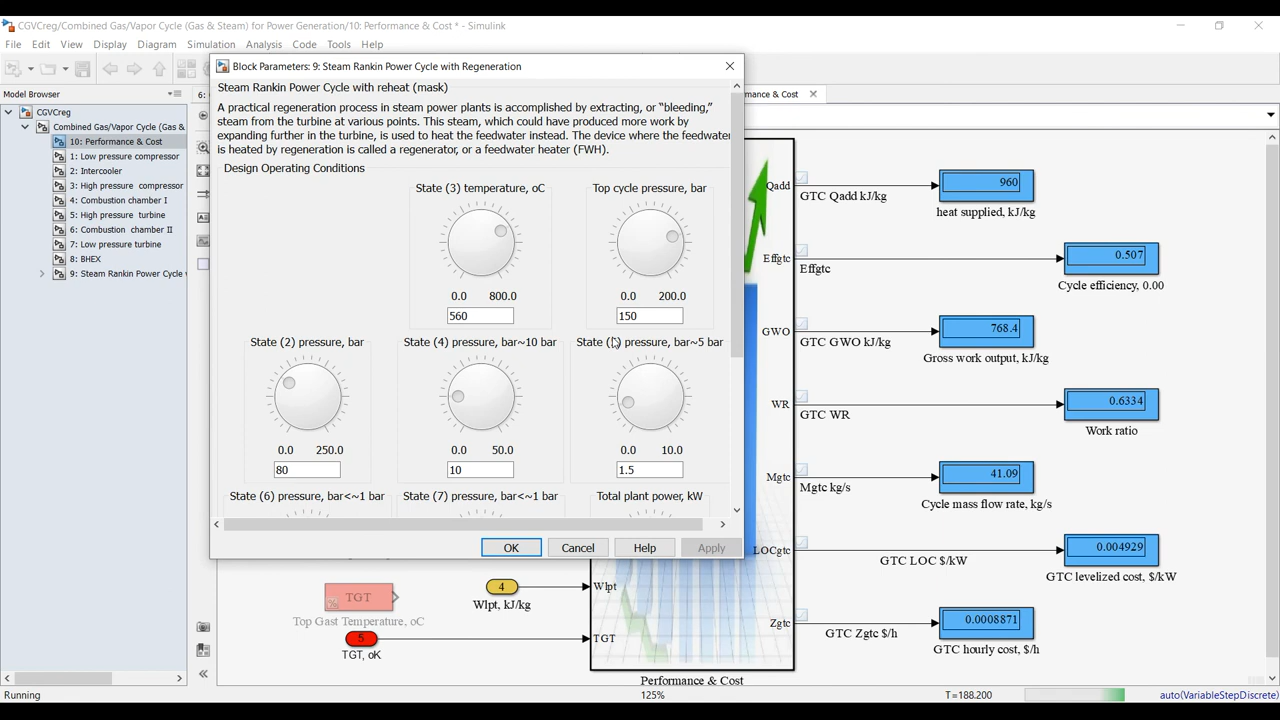 CGVCreg/Combined Gas/Vapor Cycle (Gas & Steam) for Power Generation/10: Performance & Cost * - Simulink
File Edit View Display Diagram Simulation Analysis Code Tools Help
Model Browser
CGVCreg
Combined Gas/Vapor Cycle (Gas &
10: Performance & Cost
1: Low pressure compressor
2: Intercooler
3: High pressure compressor
4: Combustion chamber I
5: High pressure turbine
6: Combustion chamber II
7: Low pressure turbine
8: BHEX
9: Steam Rankin Power Cycle w
6:
Block Parameters: 9: Steam Rankin Power Cycle with Regeneration
Steam Rankin Power Cycle with reheat (mask)
A practical regeneration process in steam power plants is accomplished by extracting, or “bleeding,”
steam from the turbine at various points. This steam, which could have produced more work by
expanding further in the turbine, is used to heat the feedwater instead. The device where the feedwater
is heated by regeneration is called a regenerator, or a feedwater heater (FWH).
Design Operating Conditions
State (3) temperature, oC
0.0 800.0
560
Top cycle pressure, bar
0.0 200.0
150
State (2) pressure, bar
0.0 250.0
80
State (4) pressure, bar~10 bar
0.0 50.0
10
State ( ) pressure, bar~5 bar
0.0 10.0
1.5
State (6) pressure, bar<~1 bar
State (7) pressure, bar<~1 bar
Total plant power, kW
OK Cancel Help Apply
mance & Cost
Qadd
GTC Qadd kJ/kg
960
heat supplied, kJ/kg
Effgtc
Effgtc
0.507
Cycle efficiency, 0.00
GWO
GTC GWO kJ/kg
768.4
Gross work output, kJ/kg
WR
GTC WR
0.6334
Work ratio
Mgtc
Mgtc kg/s
41.09
Cycle mass flow rate, kg/s
LOCgtc
GTC LOC $/kW
0.004929
GTC levelized cost, $/kW
Zgtc
GTC Zgtc $/h
0.0008871
GTC hourly cost, $/h
TGT
Top Gast Temperature, oC
5
TGT, oK
4
Wlpt, kJ/kg
Wlpt
TGT
Performance & Cost
Running
125%
T=188.200
auto(VariableStepDiscrete)